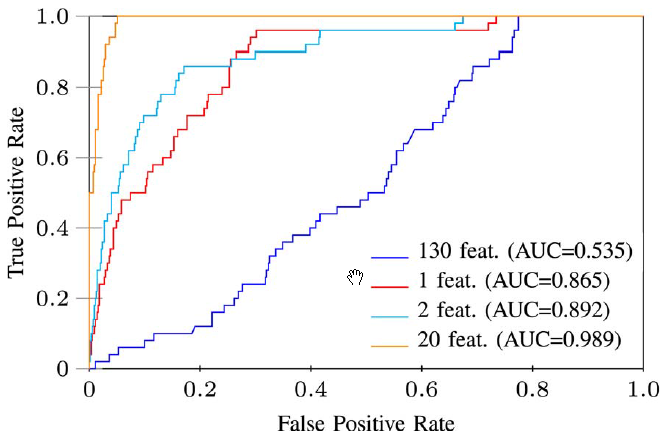 1.0
0.8
0.6
0.4
0.2
0
True Positive Rate
130 feat. (AUC=0.535)
1 feat. (AUC=0.865)
2 feat. (AUC=0.892)
20 feat. (AUC=0.989)
0 0.2 0.4 0.6 0.8 1.0
False Positive Rate